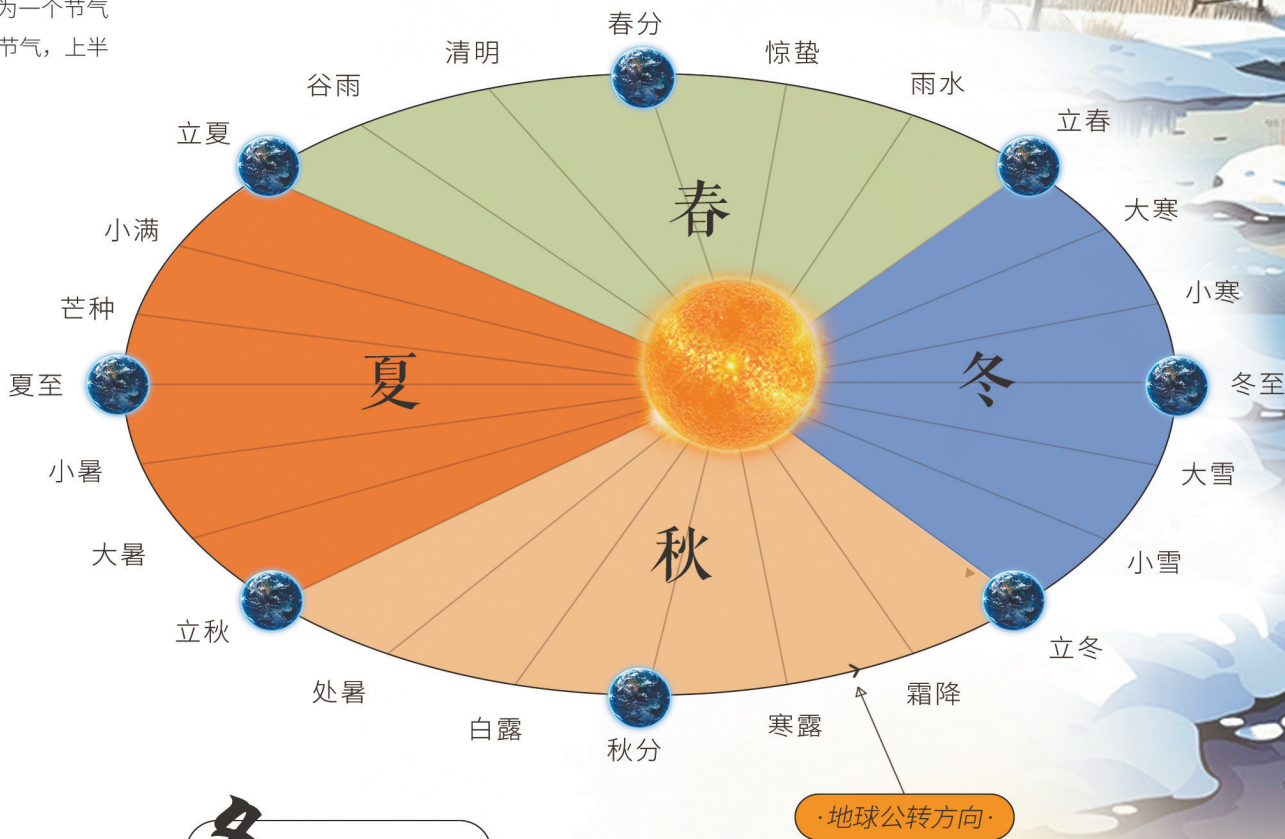 为一个节气
节气，上半
春分
清明
惊蛰
谷雨
雨水
立夏
立春
春
小满
大寒
芒种
小寒
夏至
夏
冬
冬至
小暑
大雪
秋
大暑
小雪
立秋
立冬
处暑
霜降
白露
寒露
秋分
·地球公转方向·